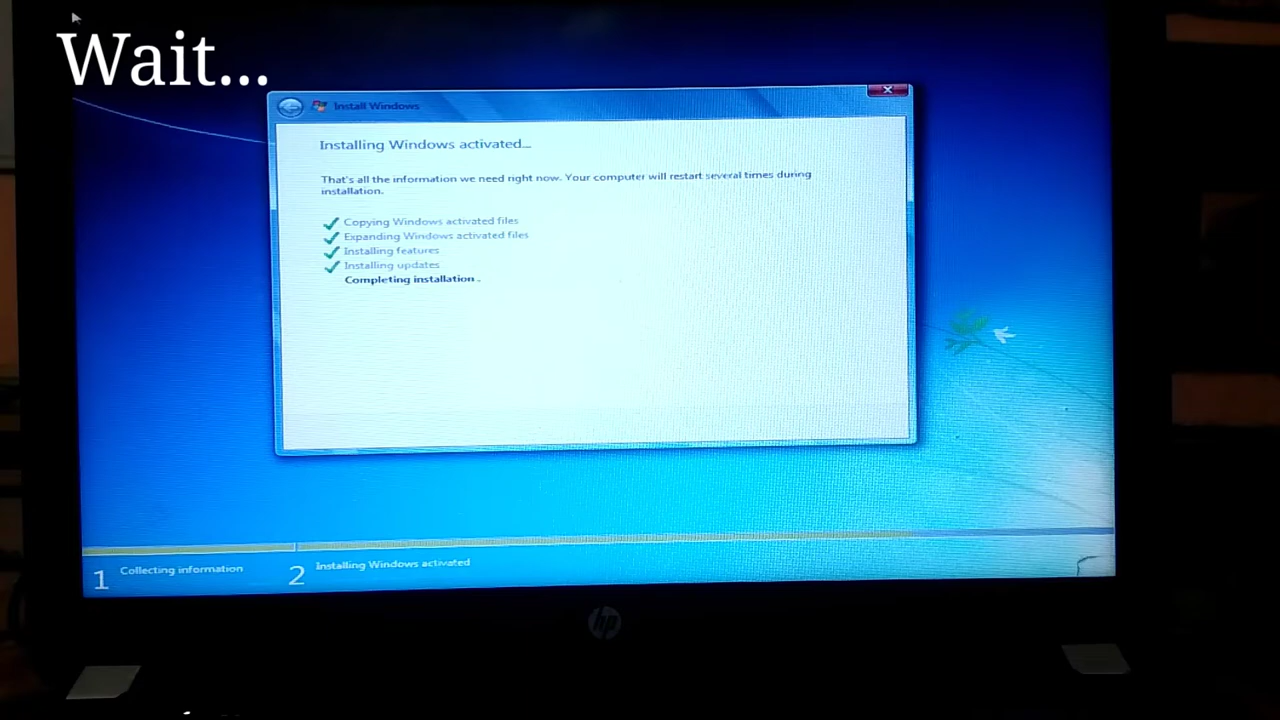 Wait...
Install Windows
Installing Windows activated...
That's all the information we need right now. Your computer will restart several times during
installation.
Copying Windows activated files
Expanding Windows activated files
Installing features
Installing updates
Completing installation .
1 Collecting information
2 Installing Windows activated
hp